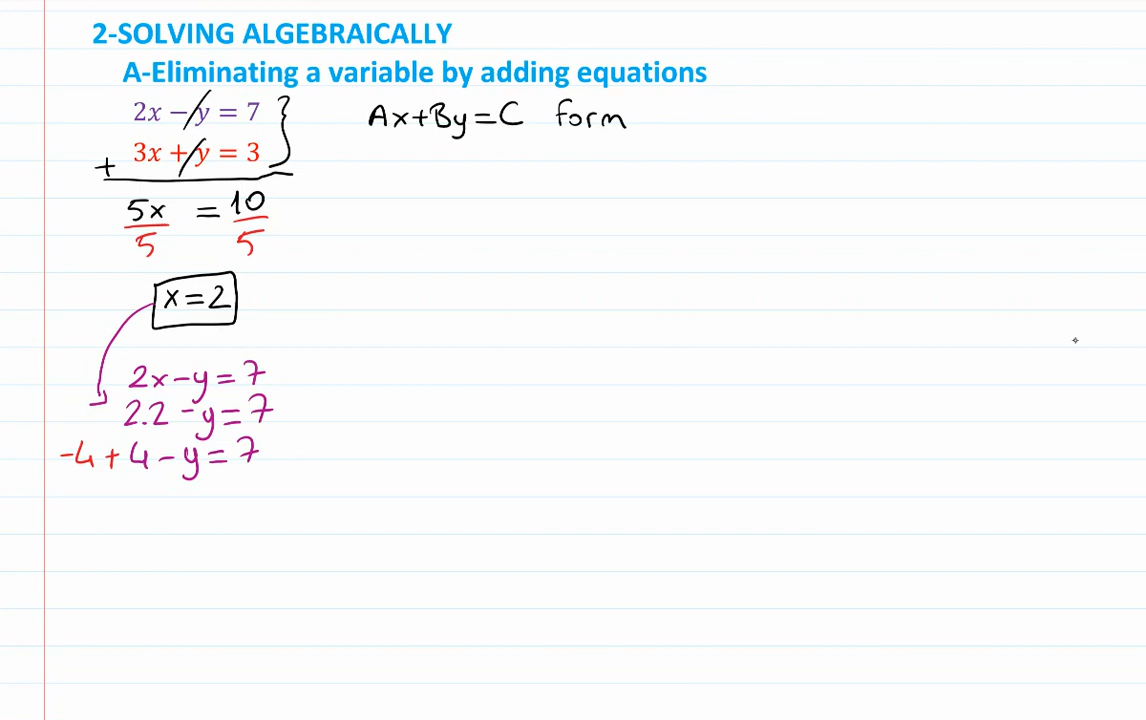 2-SOLVING ALGEBRAICALLY
A-Eliminating a variable by adding equations
2x − y = 7 Ax+By=C form
+ 3x + y = 3
5x = 10
5 5
x=2
2x-y=7
2.2-y=7
-4+4-y=7